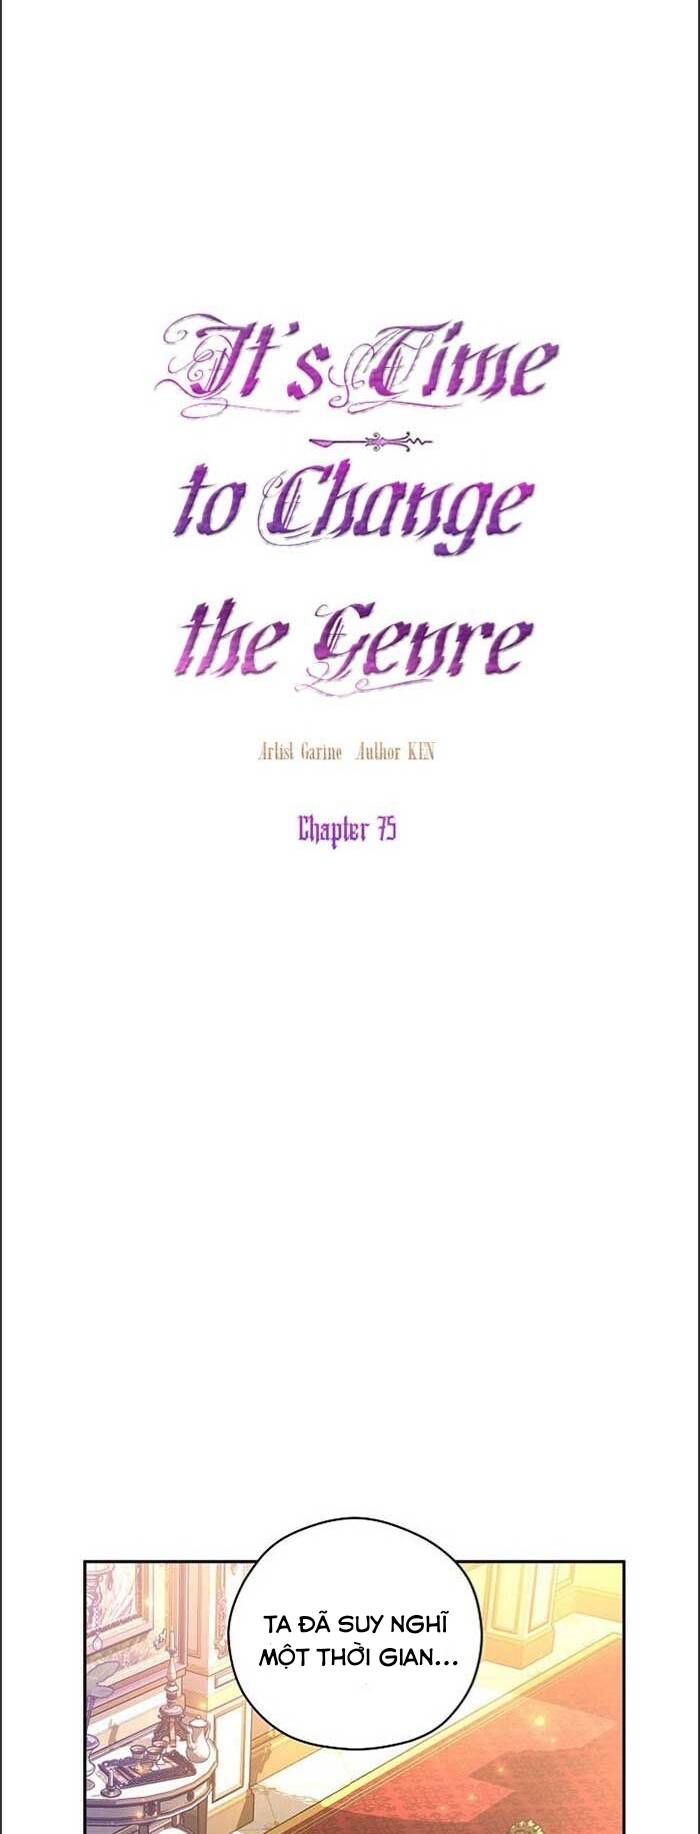 It's Time
to Change
the Genre
Artist Garine Author KEN
Chapter 75
TA ĐÃ SUY NGHĨ
MỘT THỜI GIAN...